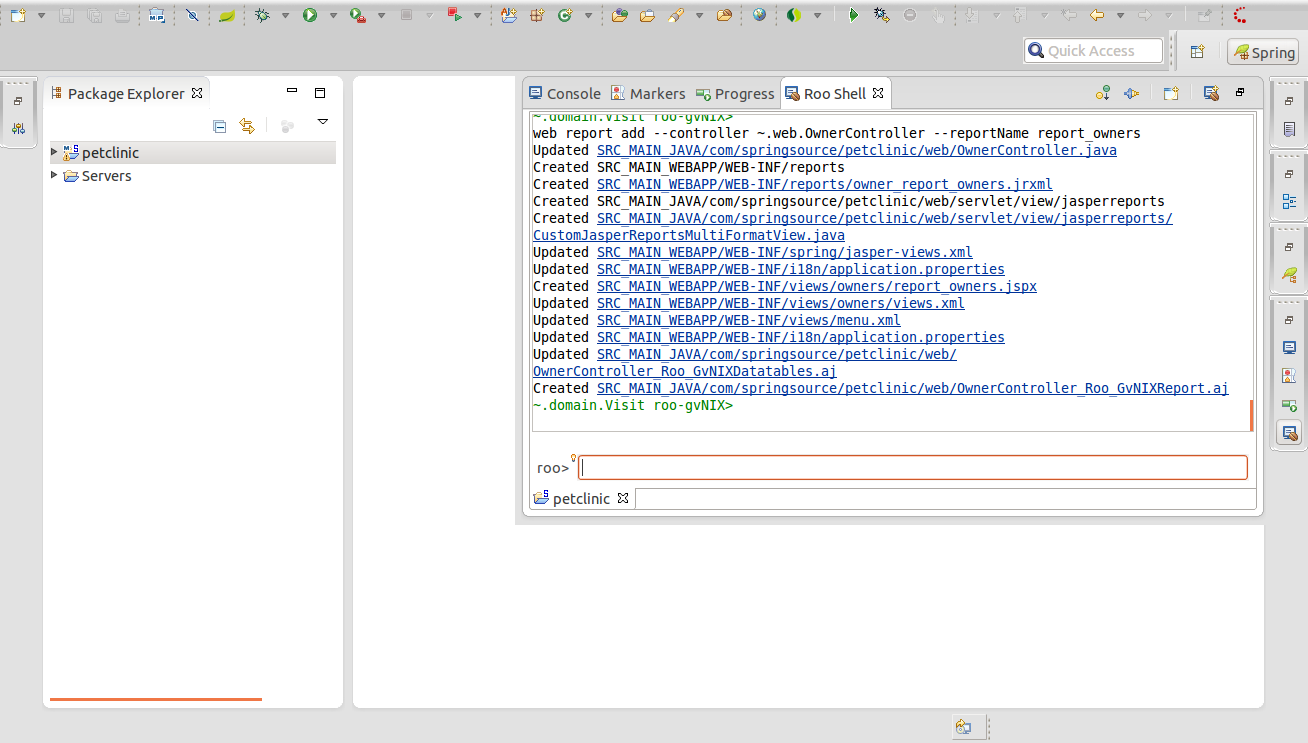 Quick Access
Spring
Package Explorer
petclinic
Servers
Console
Markers
Progress
Roo Shell
~.domain.Visit roo-gvNIX>
web report add --controller ~.web.OwnerController --reportName report_owners
Updated SRC_MAIN_JAVA/com/springsource/petclinic/web/OwnerController.java
Created SRC_MAIN_WEBAPP/WEB-INF/reports
Created SRC_MAIN_WEBAPP/WEB-INF/reports/owner_report_owners.jrxml
Created SRC_MAIN_JAVA/com/springsource/petclinic/web/servlet/view/jasperreports
Created SRC_MAIN_JAVA/com/springsource/petclinic/web/servlet/view/jasperreports/
CustomJasperReportsMultiFormatView.java
Updated SRC_MAIN_WEBAPP/WEB-INF/spring/jasper-views.xml
Updated SRC_MAIN_WEBAPP/WEB-INF/i18n/application.properties
Created SRC_MAIN_WEBAPP/WEB-INF/views/owners/report_owners.jspx
Updated SRC_MAIN_WEBAPP/WEB-INF/views/owners/views.xml
Updated SRC_MAIN_WEBAPP/WEB-INF/views/menu.xml
Updated SRC_MAIN_WEBAPP/WEB-INF/i18n/application.properties
Updated SRC_MAIN_JAVA/com/springsource/petclinic/web/
OwnerController_Roo_GvNIXDatatables.aj
Created SRC_MAIN_JAVA/com/springsource/petclinic/web/OwnerController_Roo_GvNIXReport.aj
~.domain.Visit roo-gvNIX>
roo>
petclinic